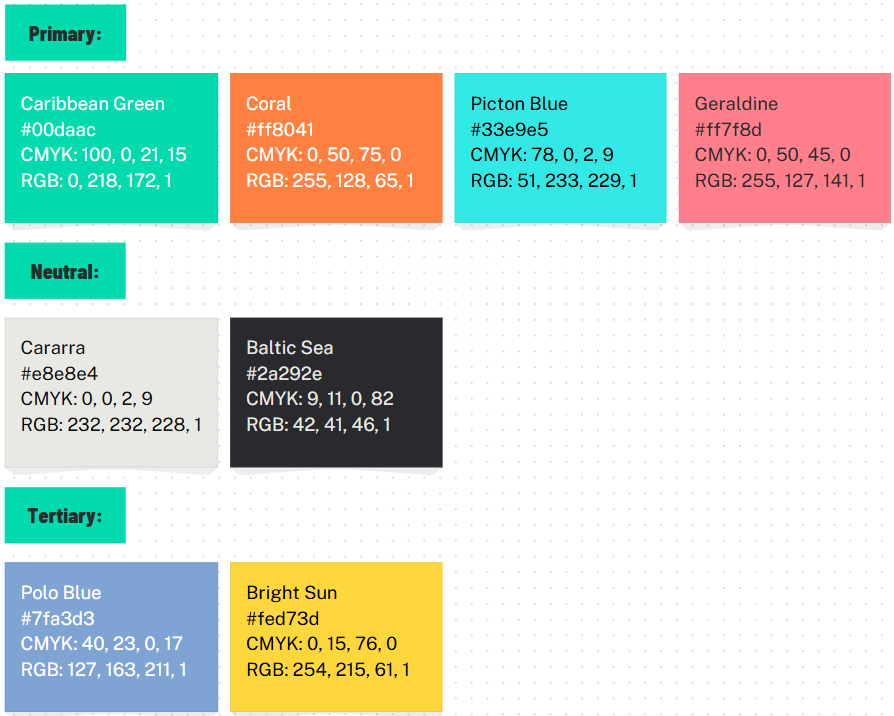 Primary:
Caribbean Green
#00daac
CMYK: 100, 0, 21, 15
RGB: 0, 218, 172, 1
Coral
#ff8041
CMYK: 0, 50, 75, 0
RGB: 255, 128, 65, 1
Picton Blue
#33e9e5
CMYK: 78, 0, 2, 9
RGB: 51, 233, 229, 1
Geraldine
#ff7f8d
CMYK: 0, 50, 45, 0
RGB: 255, 127, 141, 1
Neutral:
Cararra
#e8e8e4
CMYK: 0, 0, 2, 9
RGB: 232, 232, 228, 1
Baltic Sea
#2a292e
CMYK: 9, 11, 0, 82
RGB: 42, 41, 46, 1
Tertiary:
Polo Blue
#7fa3d3
CMYK: 40, 23, 0, 17
RGB: 127, 163, 211, 1
Bright Sun
#fed73d
CMYK: 0, 15, 76, 0
RGB: 254, 215, 61, 1